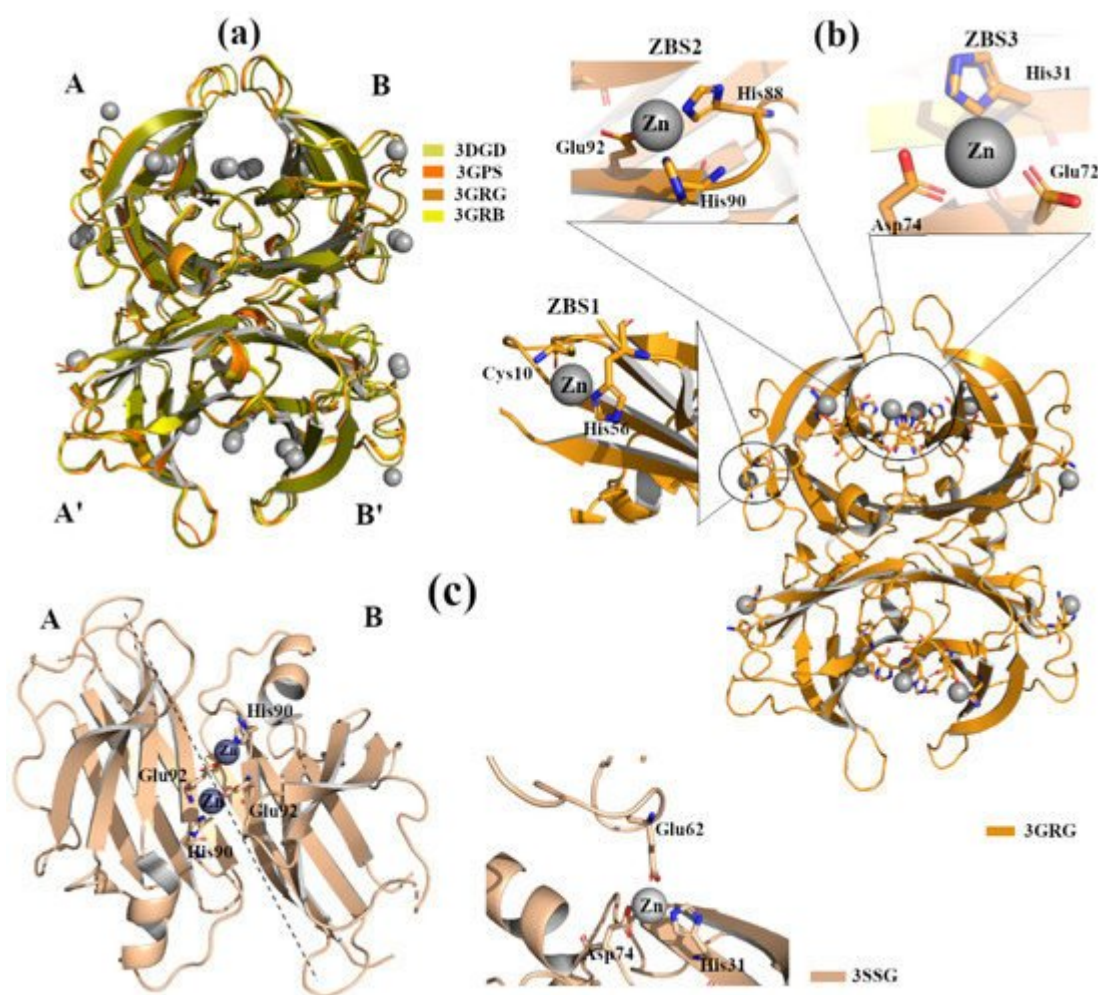 (a)
A B
3DGD
3GPS
3GRG
3GRB
A' B'
(b)
ZBS2
His88
Zn
Glu92
His90
ZBS3
His31
Zn
Glu72
Asp74
ZBS1
Cys10
Zn
His56
3GRG
(c)
A B
His90
Zn
Glu92
Zn
Glu92
His90
Glu62
Zn
Asp74
His31
3SSG